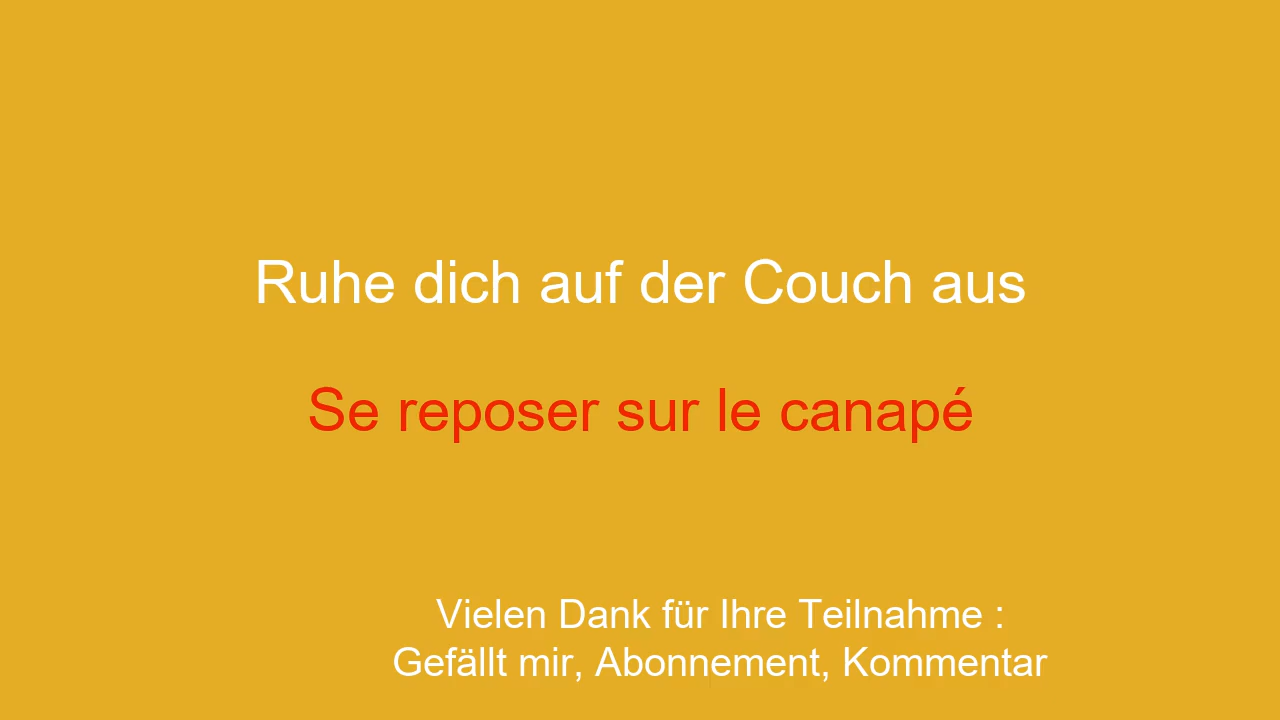 Ruhe dich auf der Couch aus
Se reposer sur le canapé
Vielen Dank für Ihre Teilnahme :
Gefällt mir, Abonnement, Kommentar